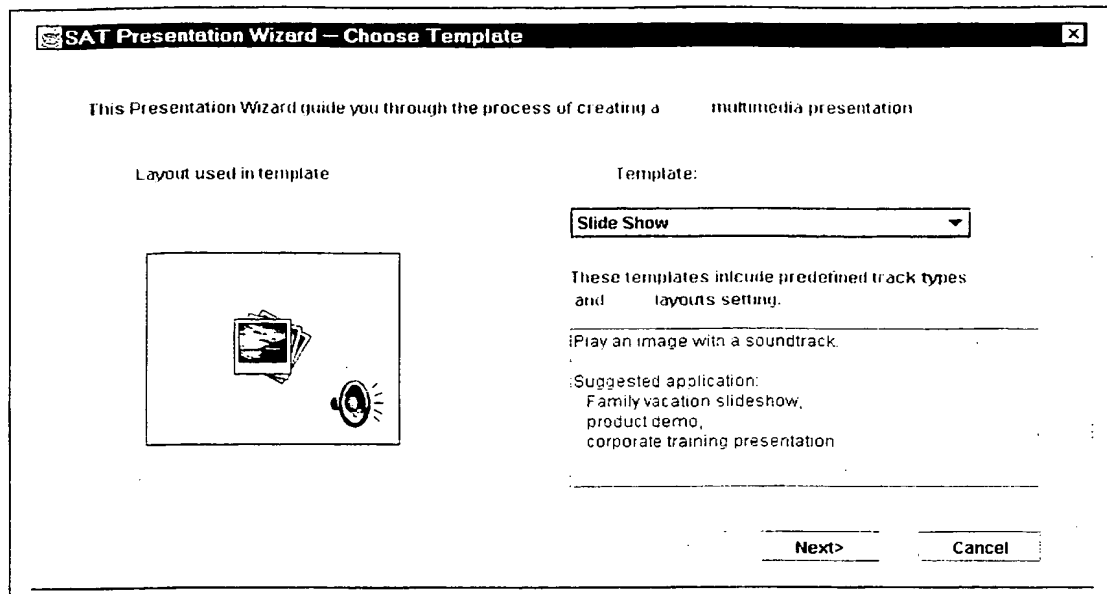 SAT Presentation Wizard — Choose Template
This Presentation Wizard guide you through the process of creating a multimedia presentation
Layout used in template
Template:
Slide Show
These templates inlcude predefined track types
and layouts setting.
Play an image with a soundtrack.
Suggested application:
Family vacation slideshow,
product demo,
corporate training presentation
Next>
Cancel